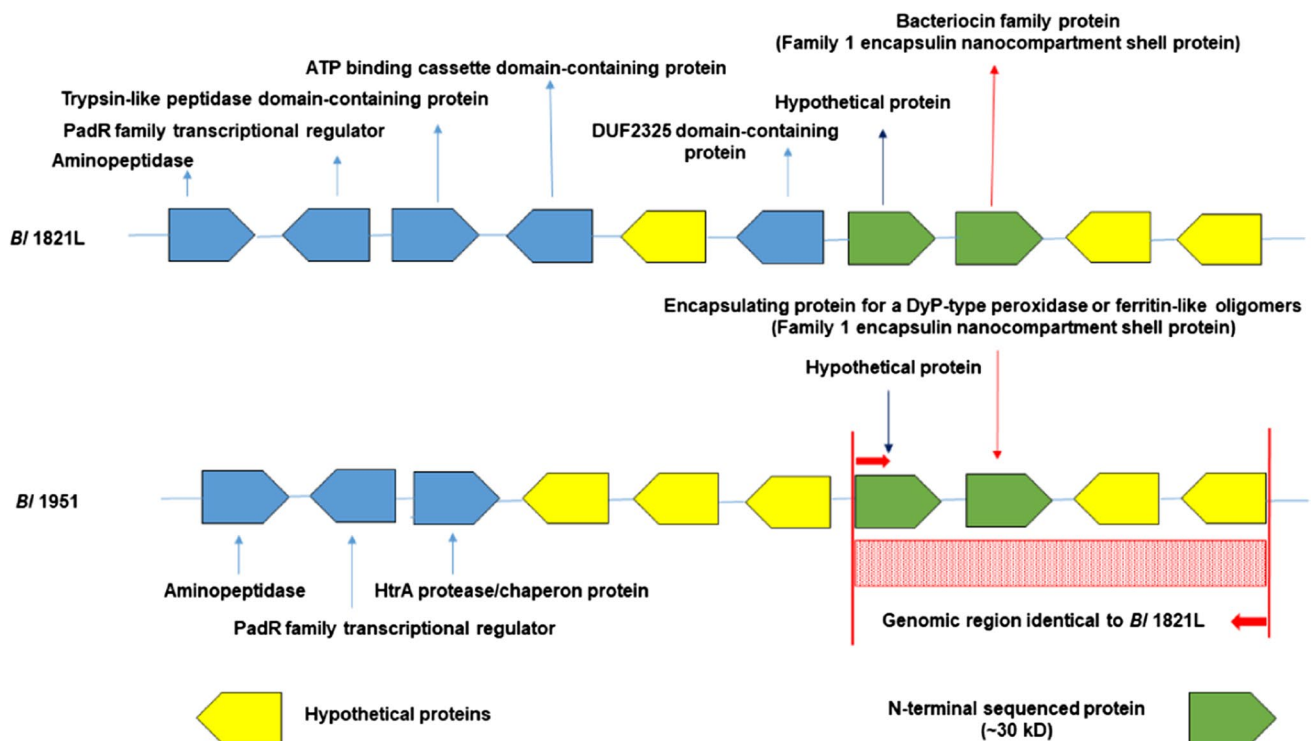 Bacteriocin family protein
(Family 1 encapsulin nanocompartment shell protein)
ATP binding cassette domain-containing protein
Trypsin-like peptidase domain-containing protein
Hypothetical protein
PadR family transcriptional regulator
DUF2325 domain-containing
protein
Aminopeptidase
Bl 1821L
Encapsulating protein for a DyP-type peroxidase or ferritin-like oligomers
(Family 1 encapsulin nanocompartment shell protein)
Hypothetical protein
Bl 1951
Aminopeptidase
HtrA protease/chaperon protein
PadR family transcriptional regulator
Genomic region identical to Bl 1821L
Hypothetical proteins
N-terminal sequenced protein
(~30 kD)